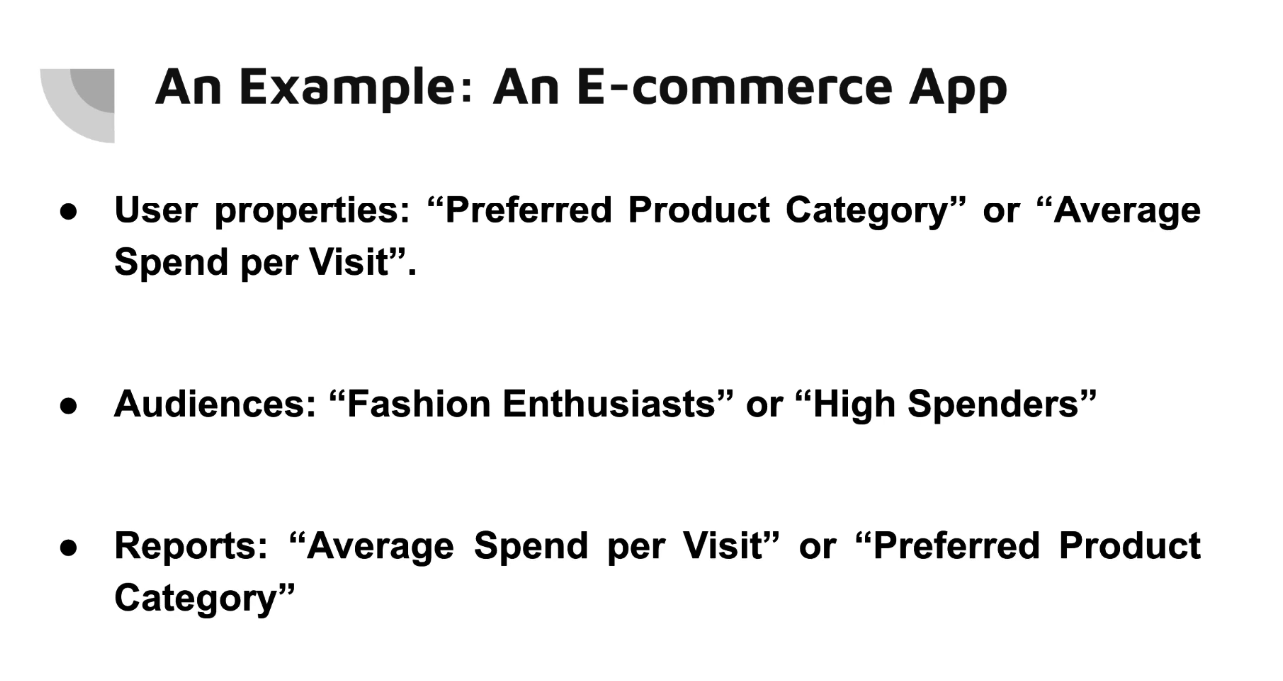 An Example: An E-commerce App
● User properties: “Preferred Product Category” or “Average
Spend per Visit”.
● Audiences: “Fashion Enthusiasts” or “High Spenders”
● Reports: “Average Spend per Visit” or “Preferred Product
Category”